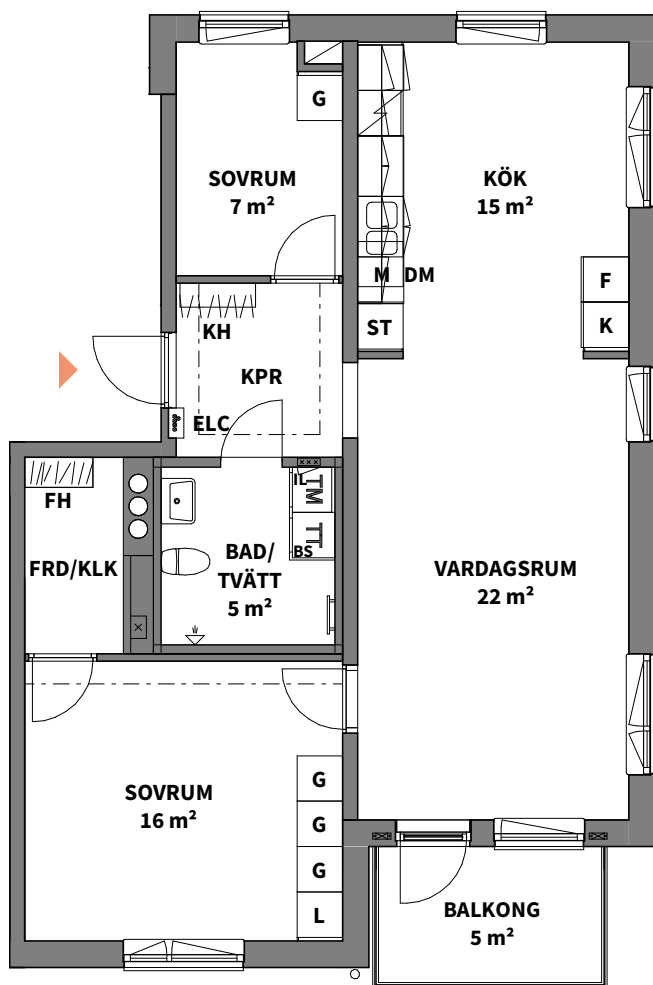 G
SOVRUM
7 m²
KÖK
15 m²
M
DM
F
ST
K
KH
KPR
ELC
FH
IL
TM
TT
BS
FRD/KLK
BAD/
TVÄTT
5 m²
VARDAGSRUM
22 m²
SOVRUM
16 m²
G
G
G
L
BALKONG
5 m²